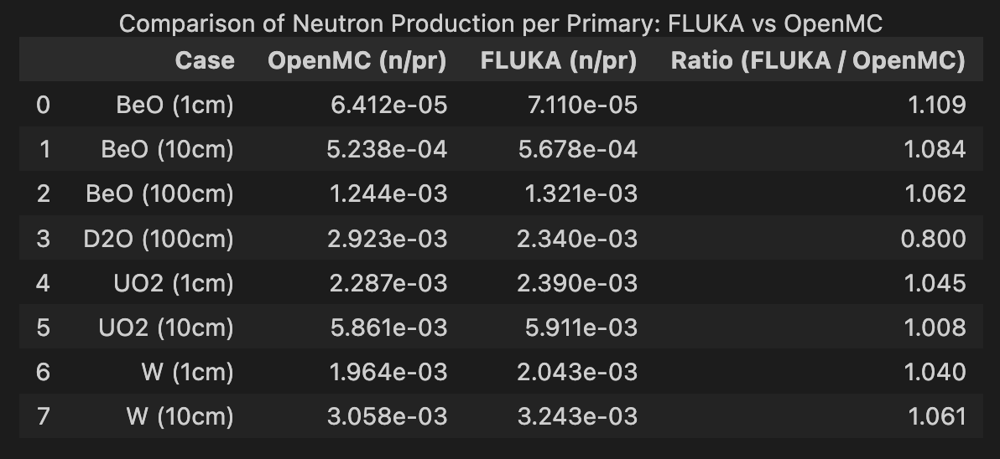 Comparison of Neutron Production per Primary: FLUKA vs OpenMC
Case OpenMC (n/pr) FLUKA (n/pr) Ratio (FLUKA / OpenMC)
0 BeO (1cm) 6.412e-05 7.110e-05 1.109
1 BeO (10cm) 5.238e-04 5.678e-04 1.084
2 BeO (100cm) 1.244e-03 1.321e-03 1.062
3 D2O (100cm) 2.923e-03 2.340e-03 0.800
4 UO2 (1cm) 2.287e-03 2.390e-03 1.045
5 UO2 (10cm) 5.861e-03 5.911e-03 1.008
6 W (1cm) 1.964e-03 2.043e-03 1.040
7 W (10cm) 3.058e-03 3.243e-03 1.061